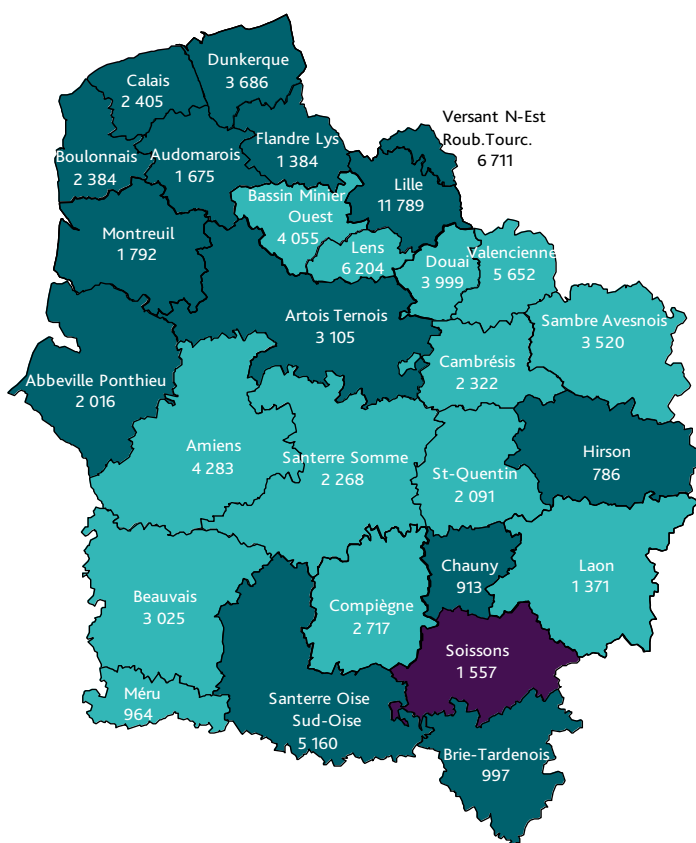 Dunkerque
3 686
Calais
2 405
Versant N-Est
Roub.Tourc.
6 711
Flandre Lys
1 384
Boulonnais
2 384
Audomarois
1 675
Lille
11 789
Bassin Minier
Ouest
4 055
Montreuil
1 792
Lens
6 204
Douai
3 999
Valencienne
5 652
Artois Ternois
3 105
Sambre Avesnois
3 520
Cambrésis
2 322
Abbeville Ponthieu
2 016
Amiens
4 283
Santerre Somme
2 268
St-Quentin
2 091
Hirson
786
Chauny
913
Laon
1 371
Beauvais
3 025
Compiègne
2 717
Soissons
1 557
Méru
964
Santerre Oise
Sud-Oise
5 160
Brie-Tardenois
997